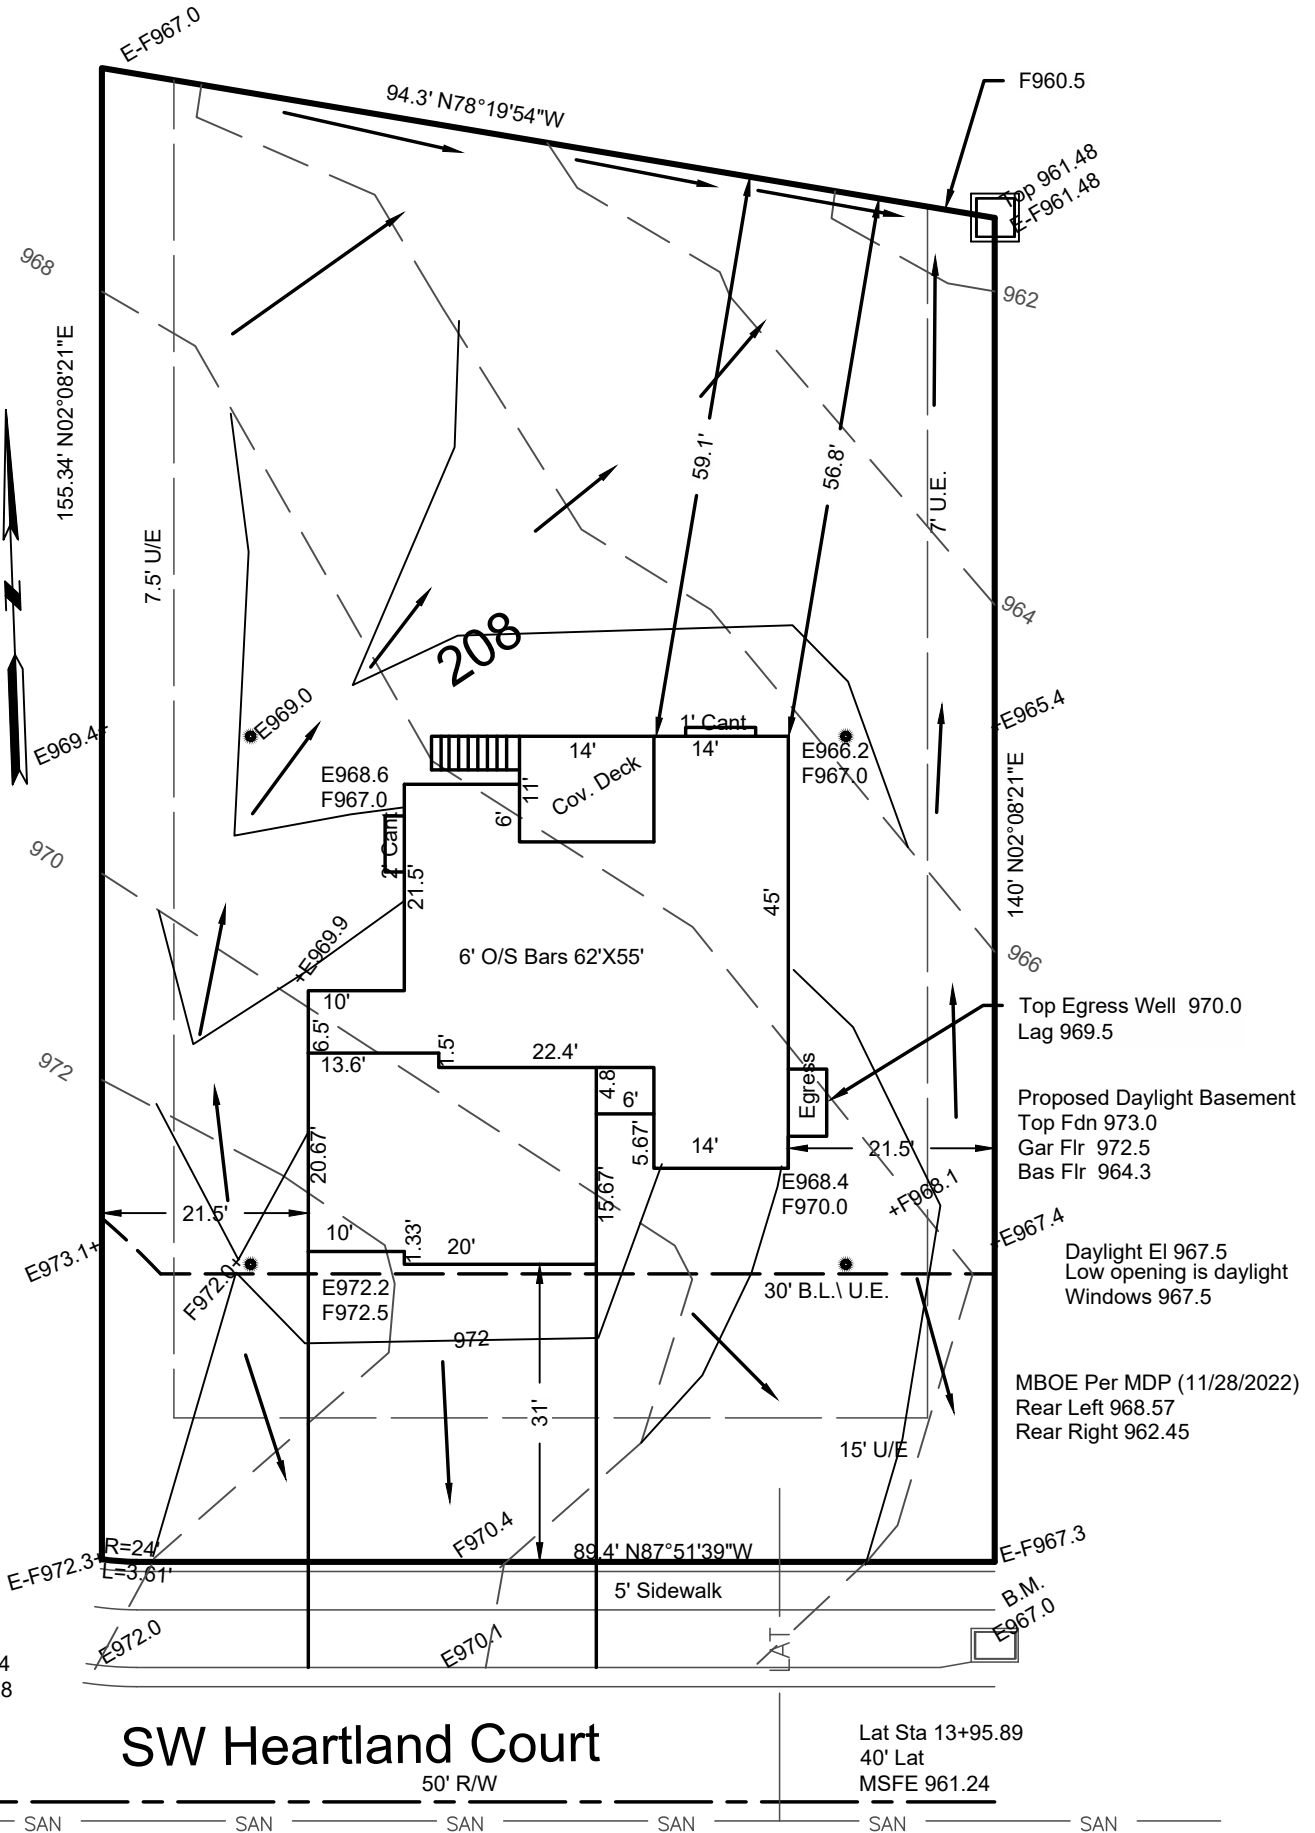 E-F967.0
F960.5
94.3' N78°19'54"W
Top 961.48
E-F961.48
968
962
155.34' N02°08'21"E
59.1'
56.8'
7' U.E.
7.5' U/E
N
964
208
E969.0
E969.4+
+E965.4
1' Cant
14'
14'
E966.2
F967.0
E968.6
F967.0
11'
Cov. Deck
6'
2' Cant
140' N02°08'21"E
970
21.5'
45'
+E969.9
6' O/S Bars 62'X55'
966
10'
Top Egress Well 970.0
Lag 969.5
6.5'
1.5'
22.4'
13.6'
972
4.8
6'
Egress
Proposed Daylight Basement
Top Fdn 973.0
Gar Flr 972.5
Bas Flr 964.3
20.67'
5.67'
14'
21.5'
15.67'
E968.4
F970.0
+F968.1
21.5'
10'
1.33'
20'
E973.1+
+E967.4
F972.0+
E972.2
F972.5
30' B.L.\ U.E.
Daylight El 967.5
Low opening is daylight
Windows 967.5
972
31'
MBOE Per MDP (11/28/2022)
Rear Left 968.57
Rear Right 962.45
15' U/E
F970.4
R=24'
L=3.61'
89.4' N87°51'39"W
E-F967.3
E-F972.3+
5' Sidewalk
B.M.
E967.0
E972.0
E970.1
LAT
4
8
SW Heartland Court
50' R/W
Lat Sta 13+95.89
40' Lat
MSFE 961.24
SAN SAN SAN SAN SAN SAN